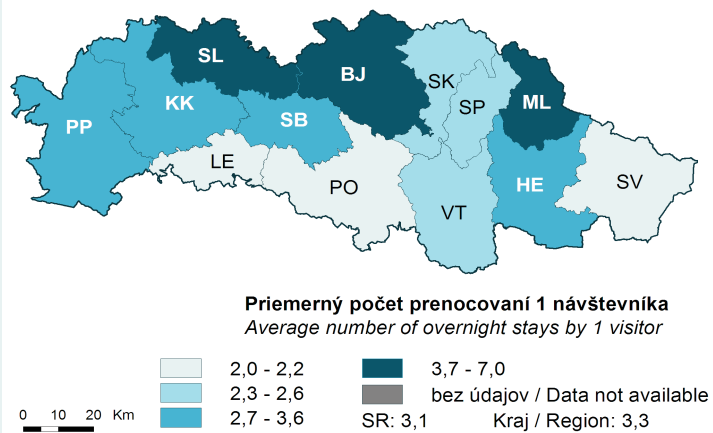 SL
BJ
SK
SP
ML
PP
KK
SB
LE
PO
VT
HE
SV
Priemerný počet prenocovaní 1 návštevníka
Average number of overnight stays by 1 visitor
2,0 - 2,2
2,3 - 2,6
2,7 - 3,6
3,7 - 7,0
bez údajov / Data not available
SR: 3,1 Kraj / Region: 3,3
0 10 20 Km